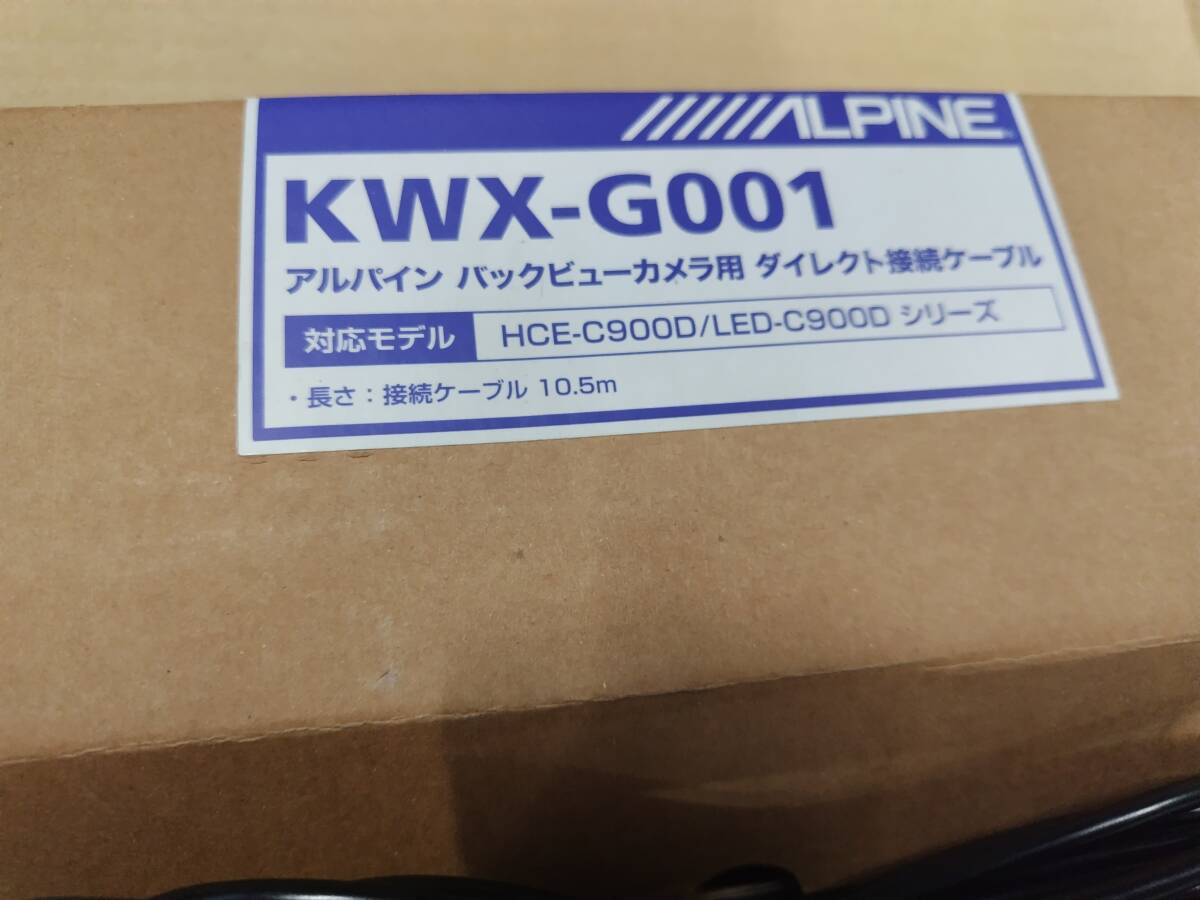 ALPINE
KWX-G001
アルパイン バックビューカメラ用 ダイレクト接続ケーブル
対応モデル HCE-C900D/LED-C900D シリーズ
・長さ：接続ケーブル 10.5m